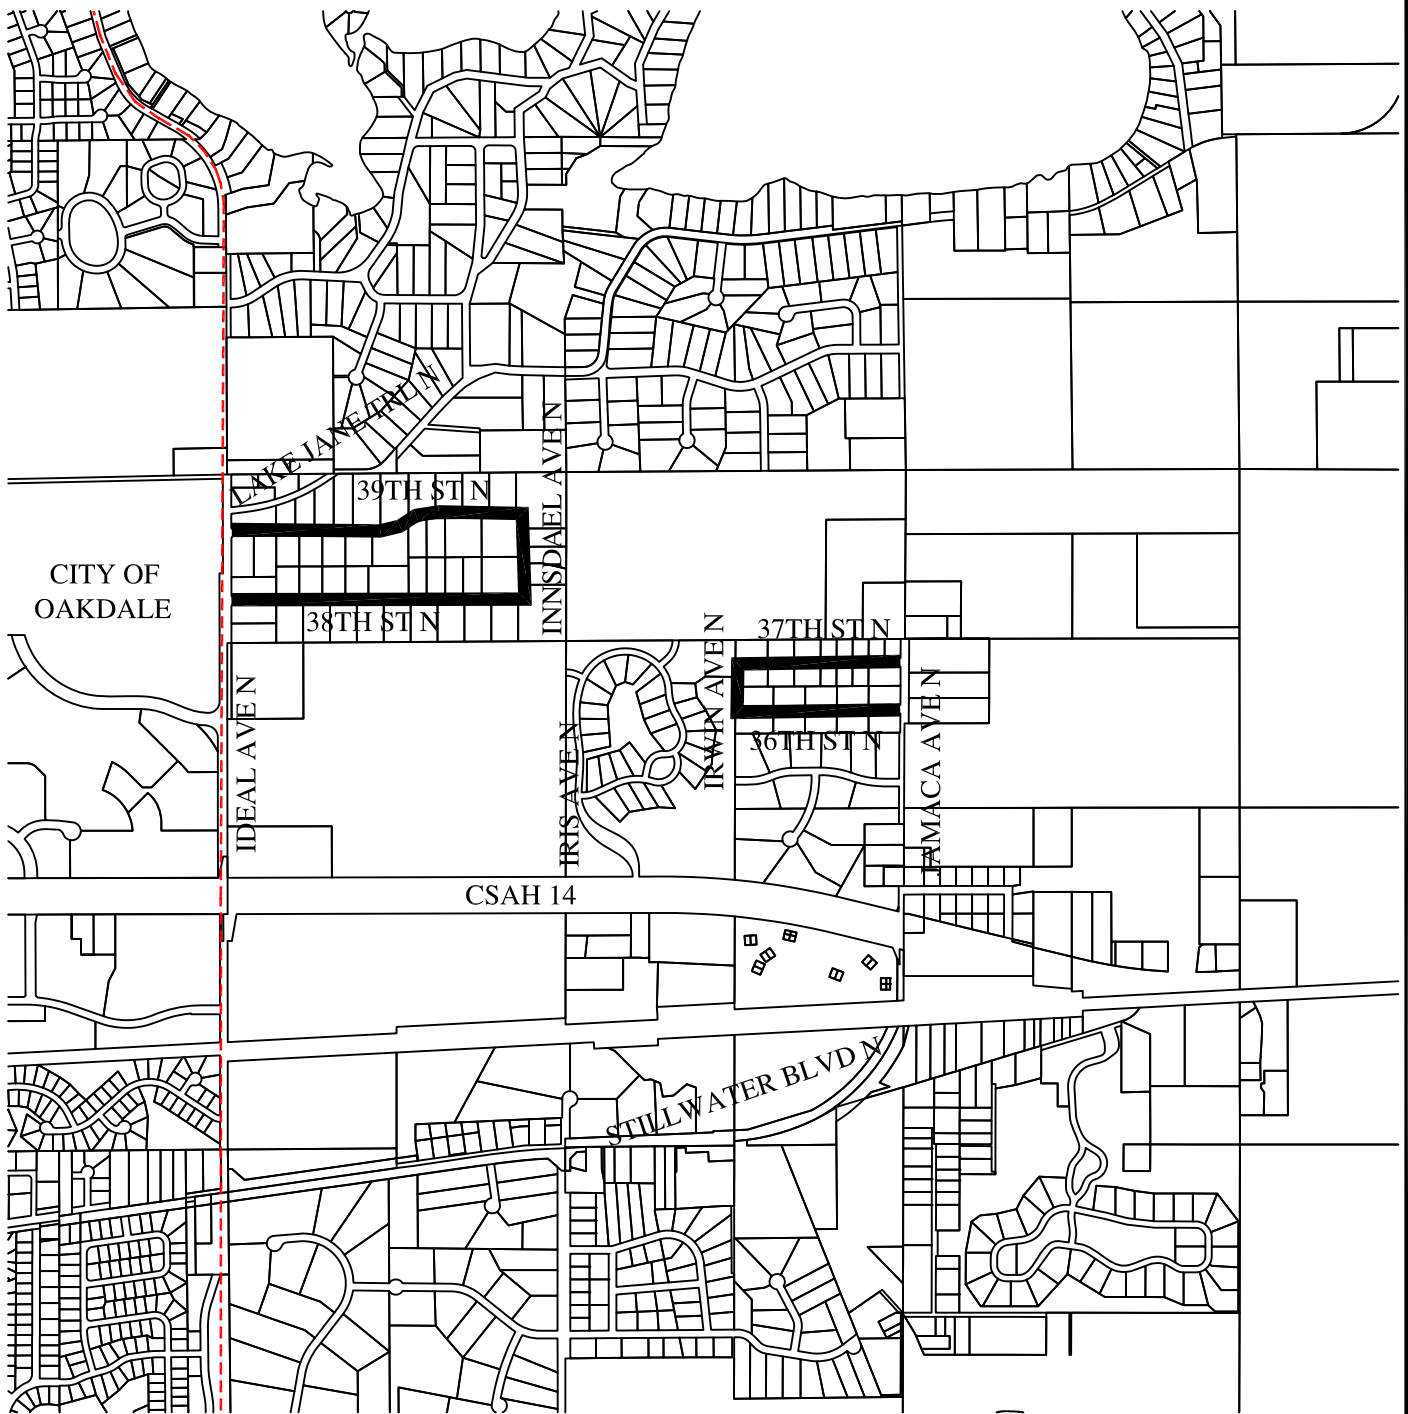 LAKE JANE TRL N
39TH ST N
INNSDAEL AVE N
CITY OF
OAKDALE
38TH ST N
37TH ST N
IRWIN AVE N
JAMACA AVE N
IDEAL AVE N
IRIS AVE N
36TH ST N
CSAH 14
STILLWATER BLVD N